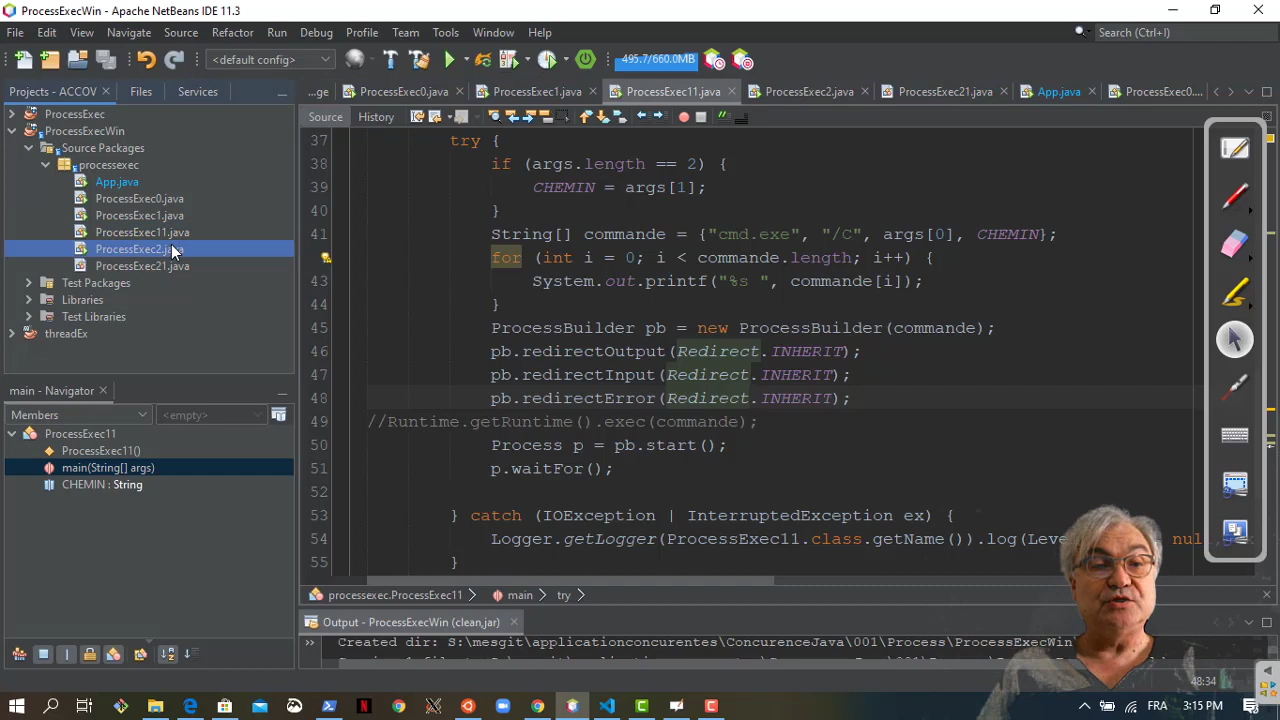 ProcessExecWin - Apache NetBeans IDE 11.3
File Edit View Navigate Source Refactor Run Debug Profile Team Tools Window Help
Search (Ctrl+I)
<default config>
495.7/660.0MB
Projects - ACCOV
Files
Services
...ge
ProcessExec0.java
ProcessExec1.java
ProcessExec11.java
ProcessExec2.java
ProcessExec21.java
App.java
ProcessExec0....
Source
History
ProcessExec
ProcessExecWin
Source Packages
processexec
App.java
ProcessExec0.java
ProcessExec1.java
ProcessExec11.java
ProcessExec2.java
ProcessExec21.java
Test Packages
Libraries
Test Libraries
threadEx
37 try {
38 if (args.length == 2) {
39 CHEMIN = args[1];
40 }
41 String[] commande = {"cmd.exe", "/C", args[0], CHEMIN};
for (int i = 0; i < commande.length; i++) {
43 System.out.printf("%s ", commande[i]);
44 }
45 ProcessBuilder pb = new ProcessBuilder(commande);
46 pb.redirectOutput(Redirect.INHERIT);
47 pb.redirectInput(Redirect.INHERIT);
48 pb.redirectError(Redirect.INHERIT);
49 //Runtime.getRuntime().exec(commande);
50 Process p = pb.start();
51 p.waitFor();
52
53 } catch (IOException | InterruptedException ex) {
54 Logger.getLogger(ProcessExec11.class.getName()).log(Leve
55 }
main - Navigator
Members
<empty>
ProcessExec11
ProcessExec11()
main(String[] args)
CHEMIN : String
processexec.ProcessExec11
main
try
Output - ProcessExecWin (clean,jar)
Created dir: S:\mesgit\applicationconcurentes\ConcurenceJava\001\Process\ProcessExecWin
48:34
FRA
3:15 PM